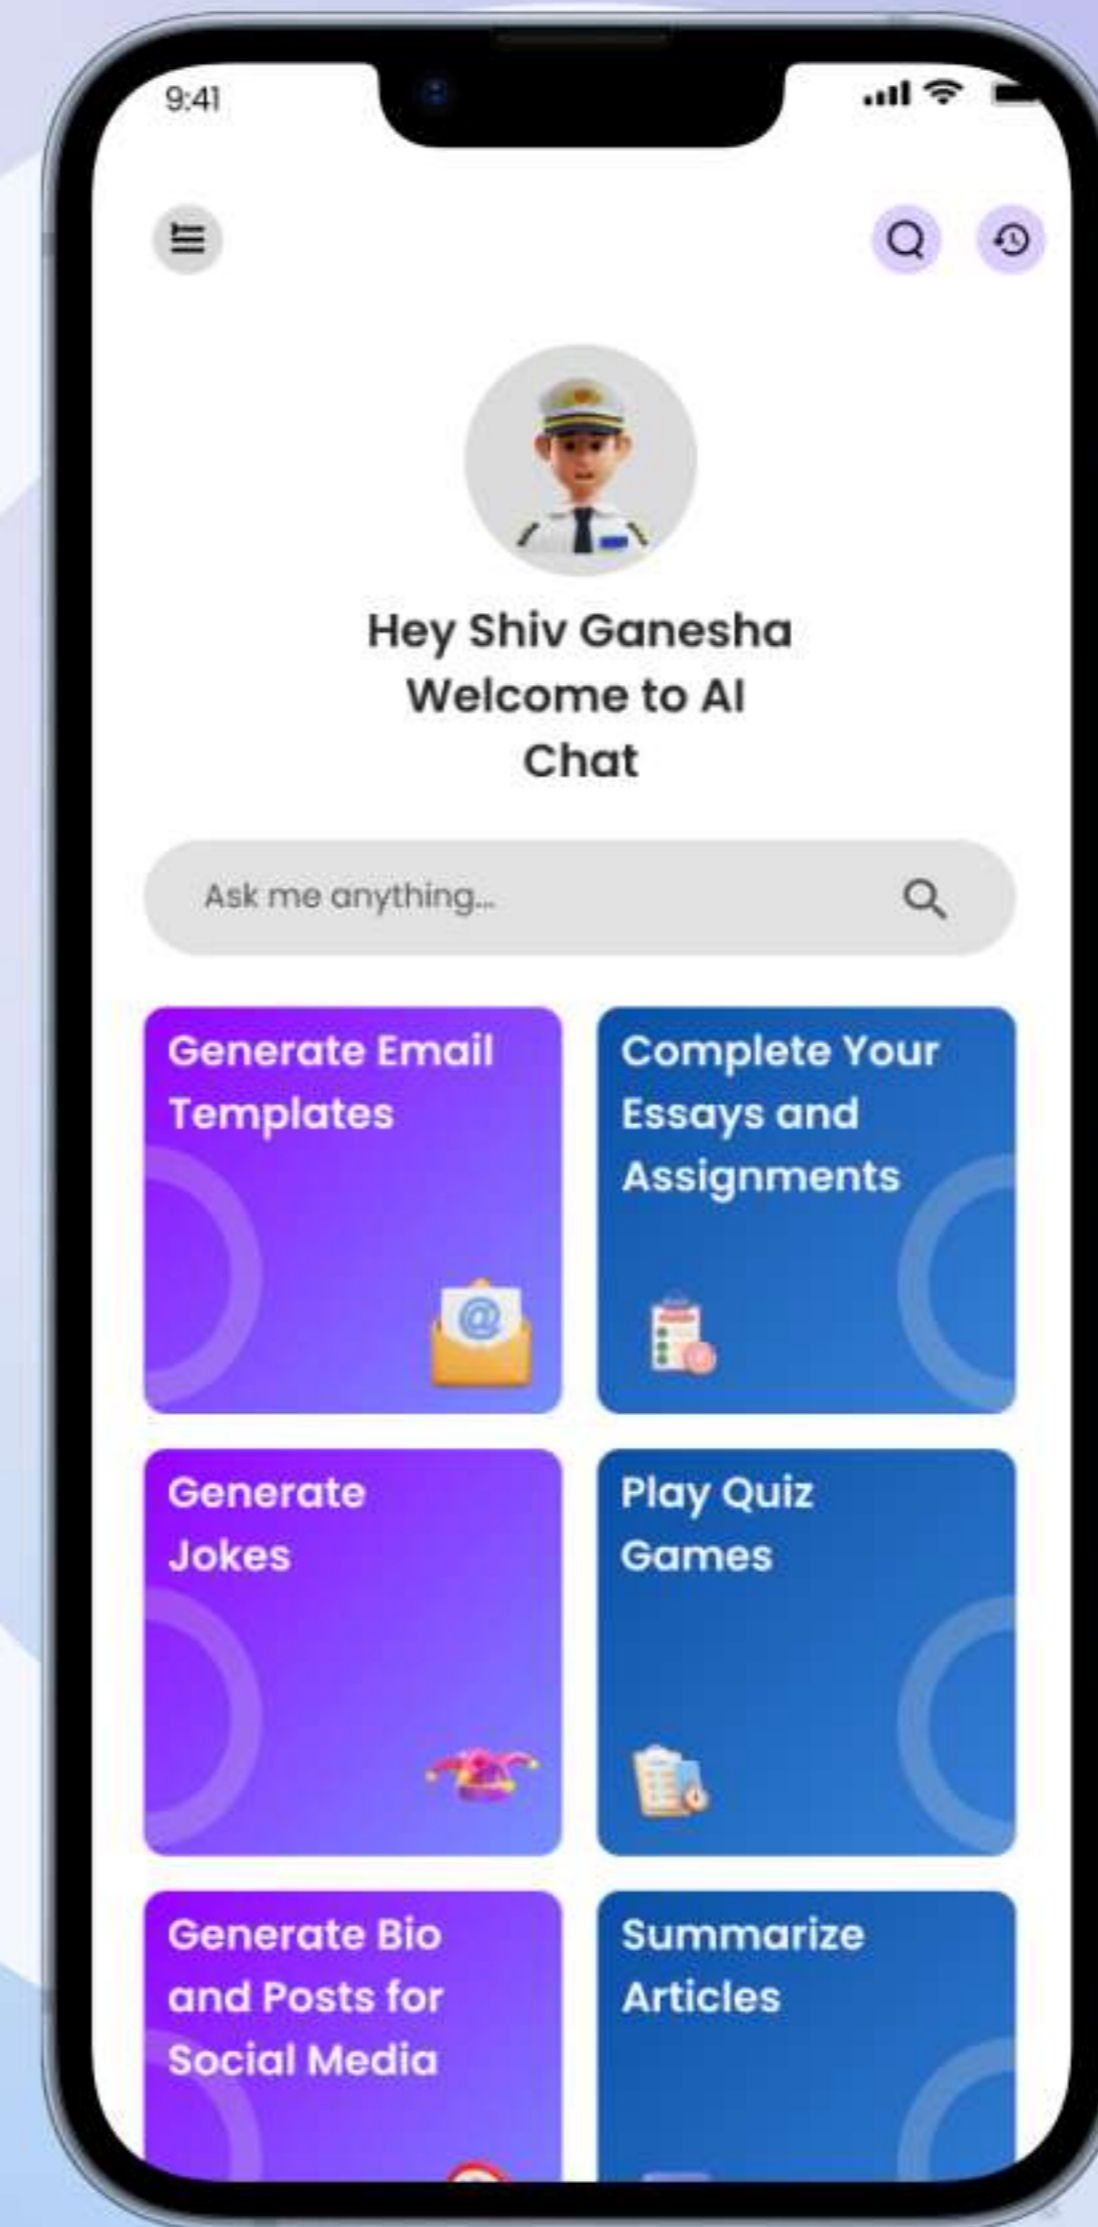 9:41
Hey Shiv Ganesha
Welcome to AI
Chat
Ask me anything...
Generate Email
Templates
Complete Your
Essays and
Assignments
@
Generate
Jokes
Play Quiz
Games
Generate Bio
and Posts for
Social Media
Summarize
Articles